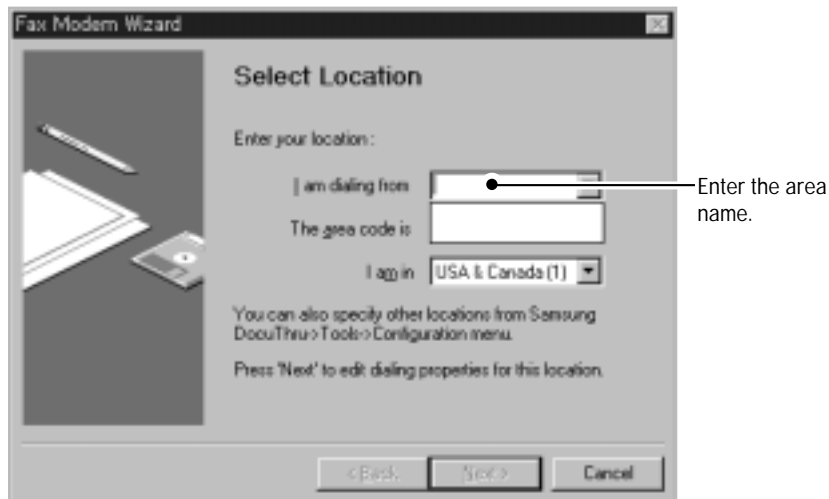 Fax Modem Wizard
Select Location
Enter your location :
I am dialing from
Enter the area
name.
The area code is
I am in USA & Canada (1)
You can also specify other locations from Samsung
DocuThru->Tools->Configuration menu.
Press 'Next' to edit dialing properties for this location.
< Back Next > Cancel